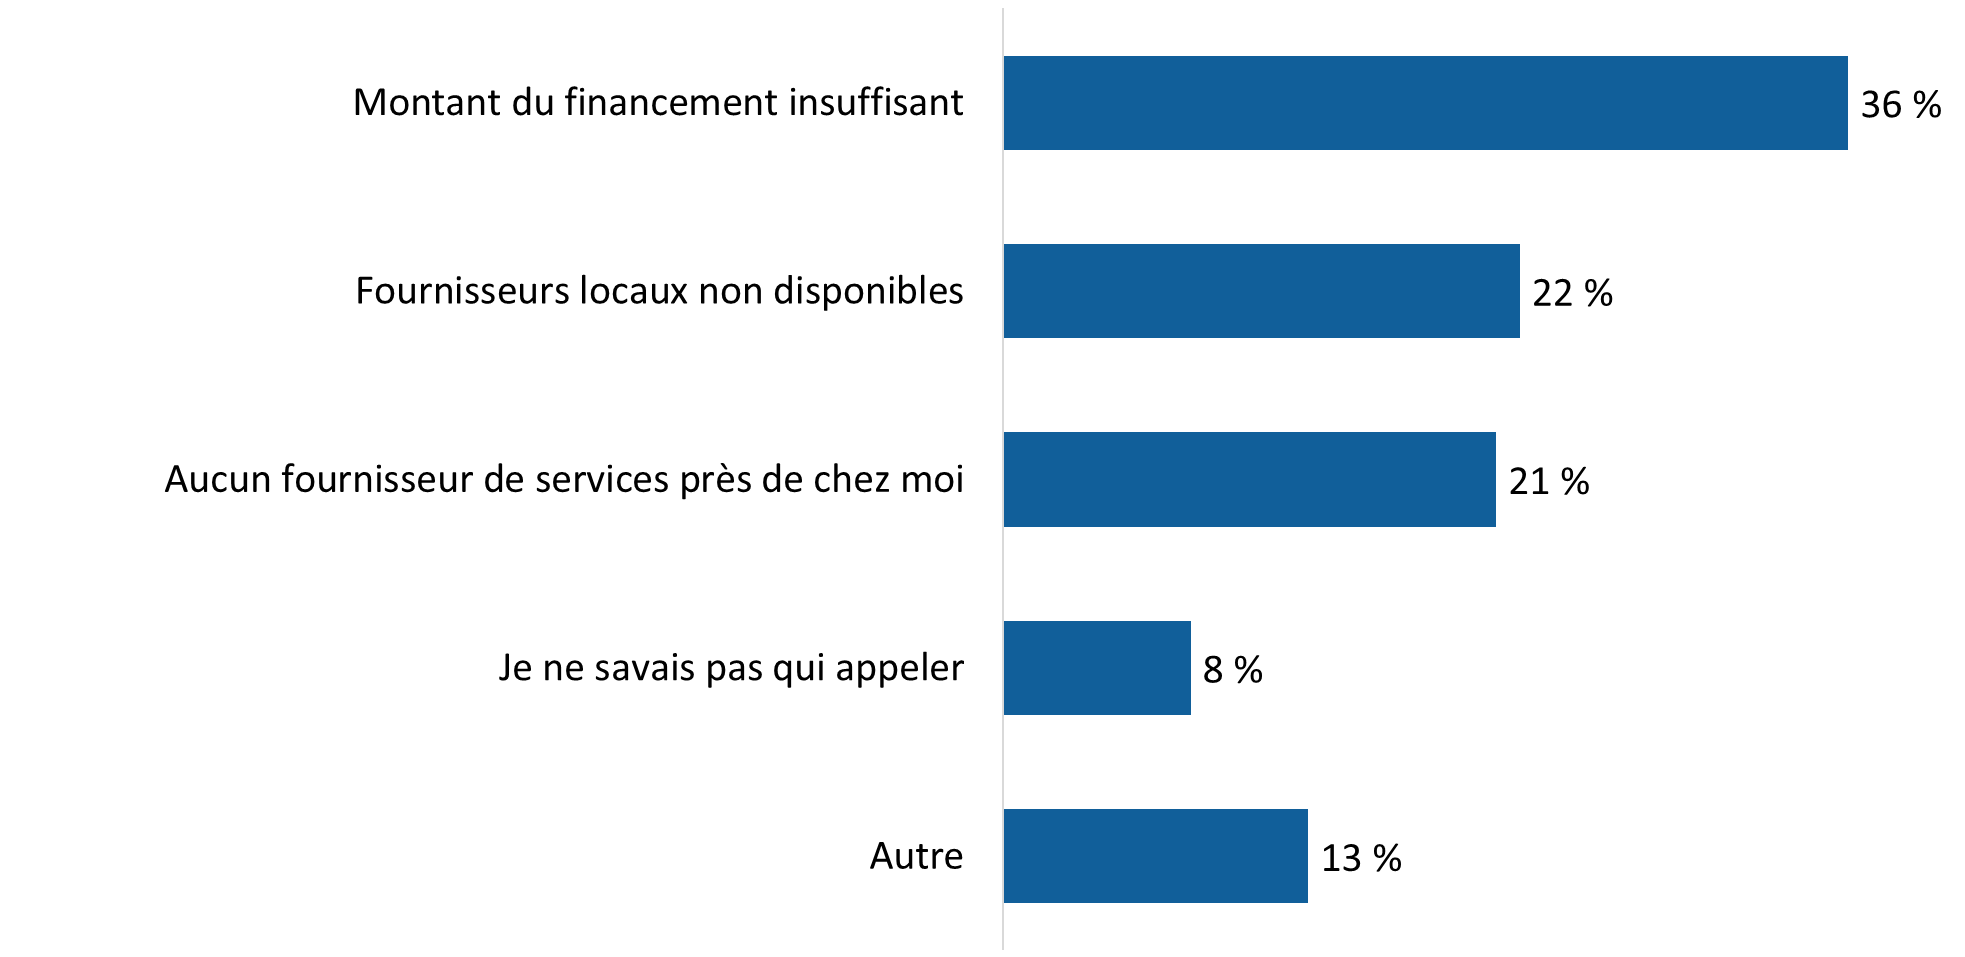 Montant du financement insuffisant 36 %
Fournisseurs locaux non disponibles 22 %
Aucun fournisseur de services près de chez moi 21 %
Je ne savais pas qui appeler 8 %
Autre 13 %